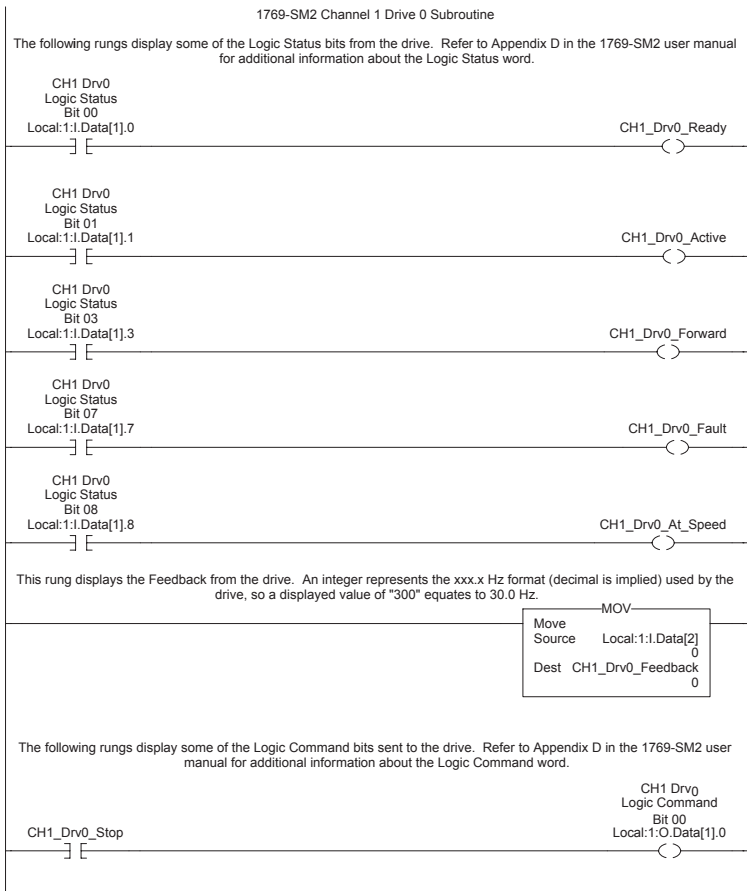 1769-SM2 Channel 1 Drive 0 Subroutine
The following rungs display some of the Logic Status bits from the drive.  Refer to Appendix D in the 1769-SM2 user manual
for additional information about the Logic Status word.
CH1 Drv0
Logic Status
Bit 00
Local:1:I.Data[1].0
CH1_Drv0_Ready
CH1 Drv0
Logic Status
Bit 01
Local:1:I.Data[1].1
CH1_Drv0_Active
CH1 Drv0
Logic Status
Bit 03
Local:1:I.Data[1].3
CH1_Drv0_Forward
CH1 Drv0
Logic Status
Bit 07
Local:1:I.Data[1].7
CH1_Drv0_Fault
CH1 Drv0
Logic Status
Bit 08
Local:1:I.Data[1].8
CH1_Drv0_At_Speed
This rung displays the Feedback from the drive.  An integer represents the xxx.x Hz format (decimal is implied) used by the
drive, so a displayed value of "300" equates to 30.0 Hz.
MOV
Move
Source Local:1:I.Data[2]
0
Dest CH1_Drv0_Feedback
0
The following rungs display some of the Logic Command bits sent to the drive.  Refer to Appendix D in the 1769-SM2 user
manual for additional information about the Logic Command word.
CH1_Drv0_Stop
CH1 Drv0
Logic Command
Bit 00
Local:1:O.Data[1].0